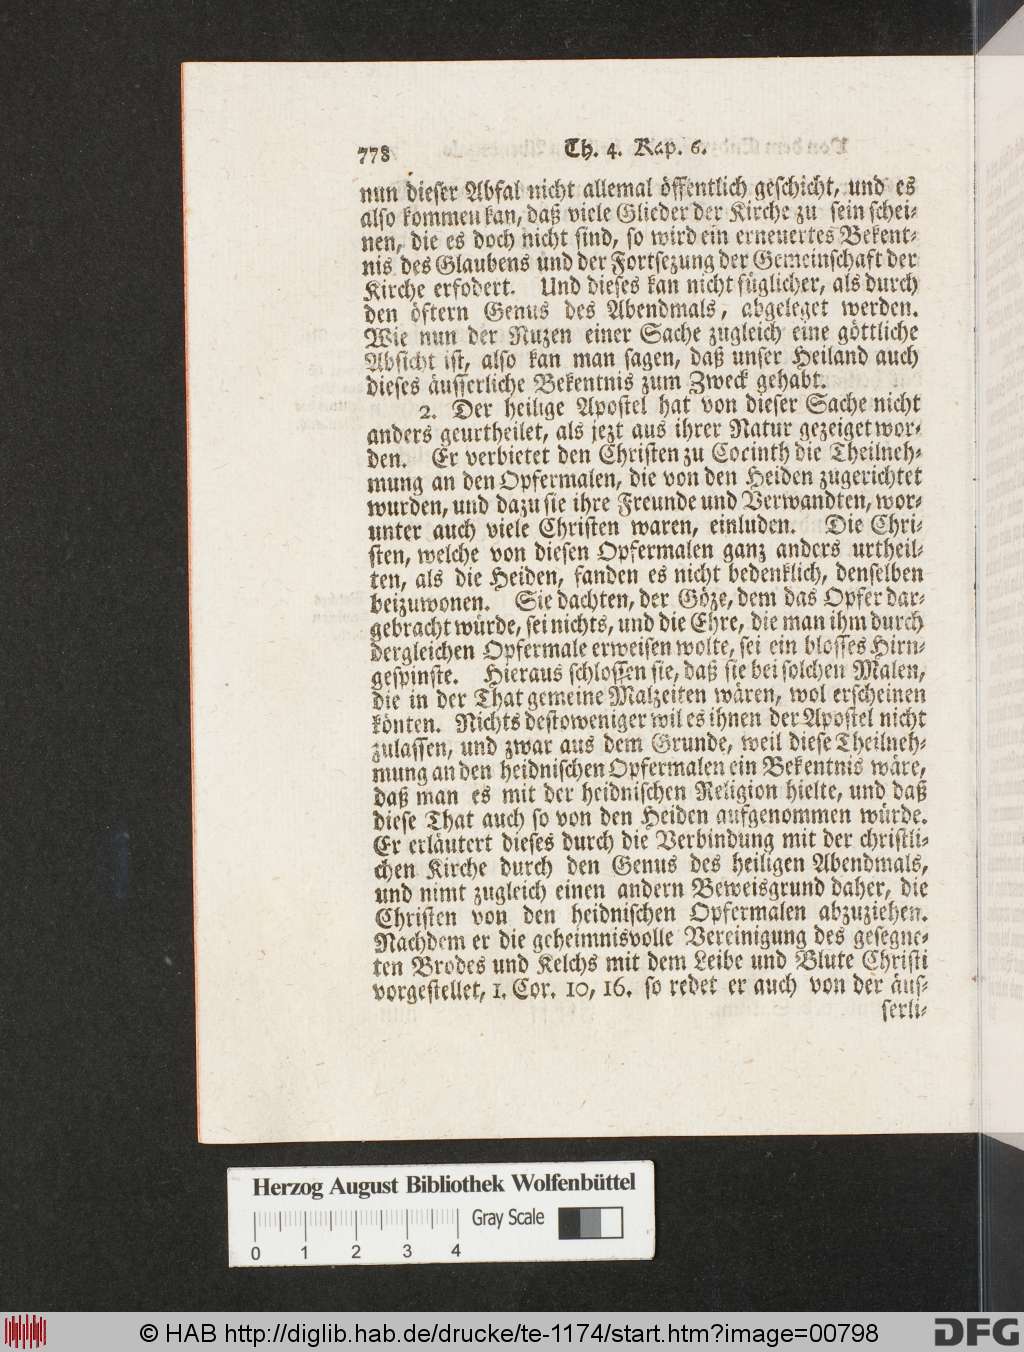 778 Th. 4. Kap. 6.
nun dieser Abfal nicht allemal öffentlich geschicht, und es
also kommen kan, daß viele Glieder der Kirche zu sein schei-
nen, die es doch nicht sind, so wird ein erneuertes Bekent-
nis des Glaubens und der Fortsezung der Gemeinschaft der
Kirche erfodert. Und dieses kan nicht füglicher, als durch
den öftern Genus des Abendmals, abgeleget werden.
Wie nun der Nuzen einer Sache zugleich eine göttliche
Absicht ist, also kan man sagen, daß unser Heiland auch
dieses äusserliche Bekentnis zum Zweck gehabt.
2. Der heilige Apostel hat von dieser Sache nicht
anders geurtheilet, als jezt aus ihrer Natur gezeiget wor-
den. Er verbietet den Christen zu Corinth die Theilneh-
mung an den Opfermalen, die von den Heiden zugerichtet
wurden, und dazu sie ihre Freunde und Verwandten, wor-
unter auch viele Christen waren, einluden. Die Chri-
sten, welche von diesen Opfermalen ganz anders urtheil-
ten, als die Heiden, fanden es nicht bedenklich, denselben
beizuwonen. Sie dachten, der Göze, dem das Opfer dar-
gebracht würde, sei nichts, und die Ehre, die man ihm durch
dergleichen Opfermale erweisen wolte, sei ein blosses Hirn-
gespinste. Hieraus schlossen sie, daß sie bei solchen Malen,
die in der That gemeine Malzeiten wären, wol erscheinen
könten. Nichts destoweniger wil es ihnen der Apostel nicht
zulassen, und zwar aus dem Grunde, weil diese Theilneh-
mung an den heidnischen Opfermalen ein Bekentnis wäre,
daß man es mit der heidnischen Religion hielte, und daß
diese That auch so von den Heiden aufgenommen würde.
Er erläutert dieses durch die Verbindung mit der christli-
chen Kirche durch den Genus des heiligen Abendmals,
und nimt zugleich einen andern Beweisgrund daher, die
Christen von den heidnischen Opfermalen abzuziehen.
Nachdem er die geheimnisvolle Vereinigung des gesegne-
ten Brodes und Kelchs mit dem Leibe und Blute Christi
vorgestellet, 1. Cor. 10, 16. so redet er auch von der äus-
serli-
Herzog August Bibliothek Wolfenbüttel
Gray Scale
0 1 2 3 4
© HAB http://diglib.hab.de/drucke/te-1174/start.htm?image=00798
DFG